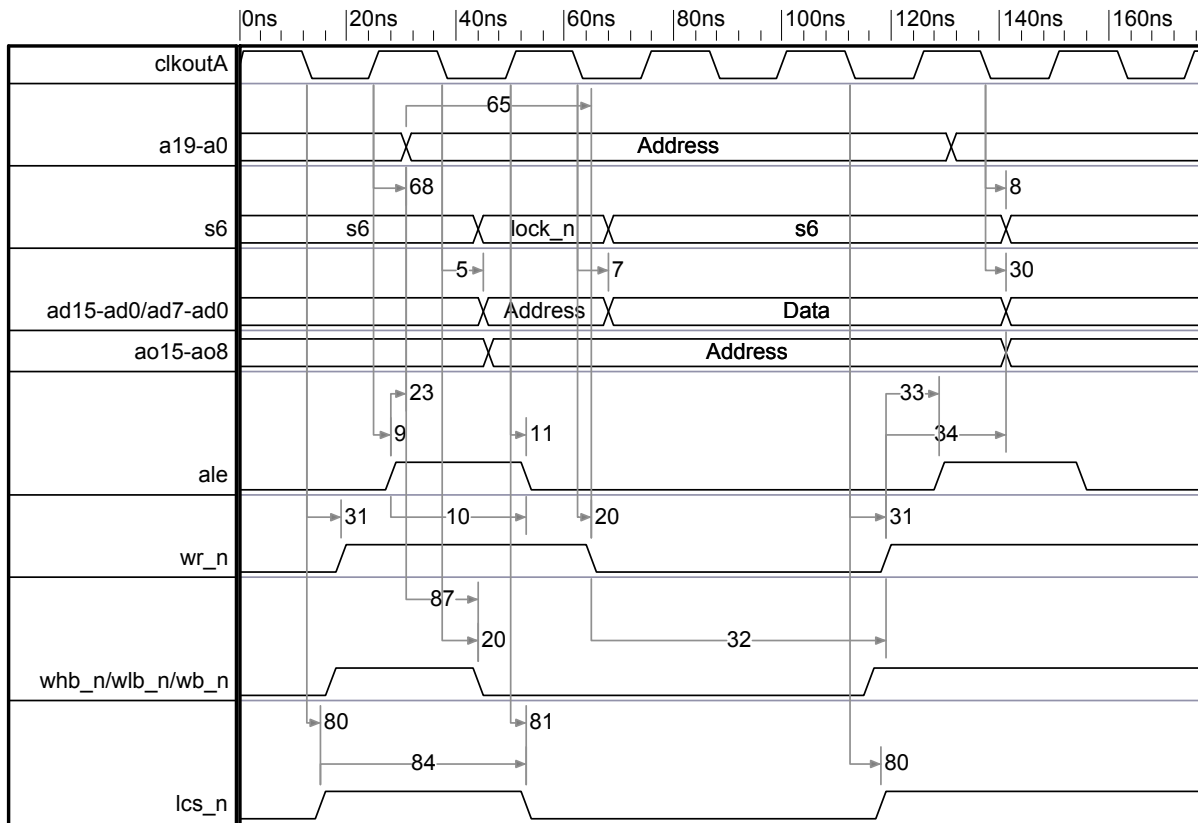 0ns 20ns 40ns 60ns 80ns 100ns 120ns 140ns 160ns
clkoutA
65
a19-a0 Address
68 8
s6 s6 lock_n s6
5 7 30
ad15-ad0/ad7-ad0 Address Data
ao15-ao8 Address
23 33
9 11 34
ale
31 10 20 31
wr_n
87
20 32
whb_n/wlb_n/wb_n
80 81
84 80
lcs_n